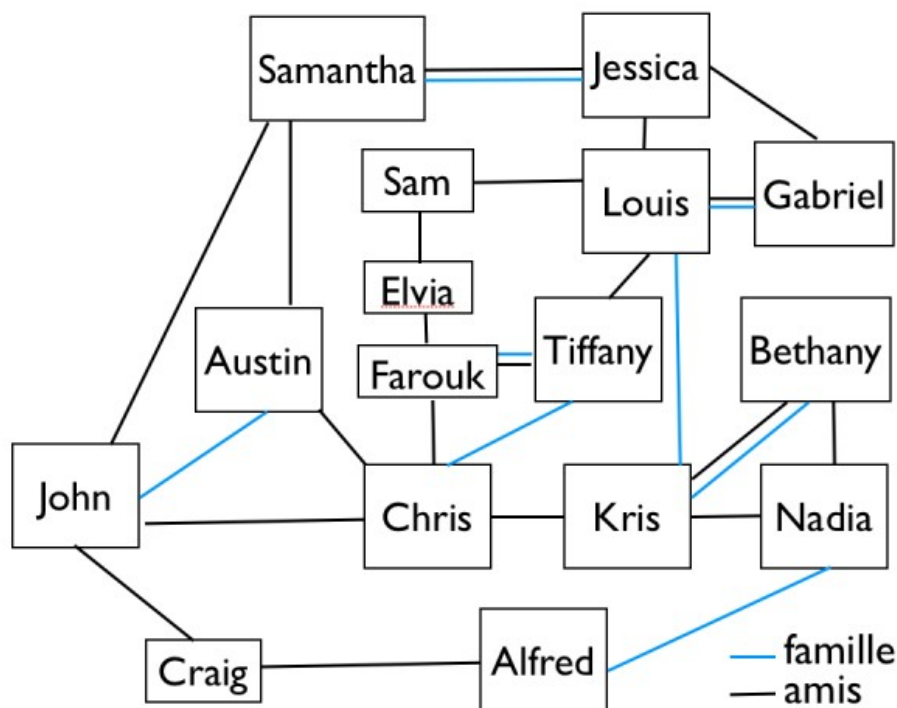 Samantha
Jessica
Sam
Louis
Gabriel
Elvia
Austin
Farouk
Tiffany
Bethany
John
Chris
Kris
Nadia
Craig
Alfred
famille
amis